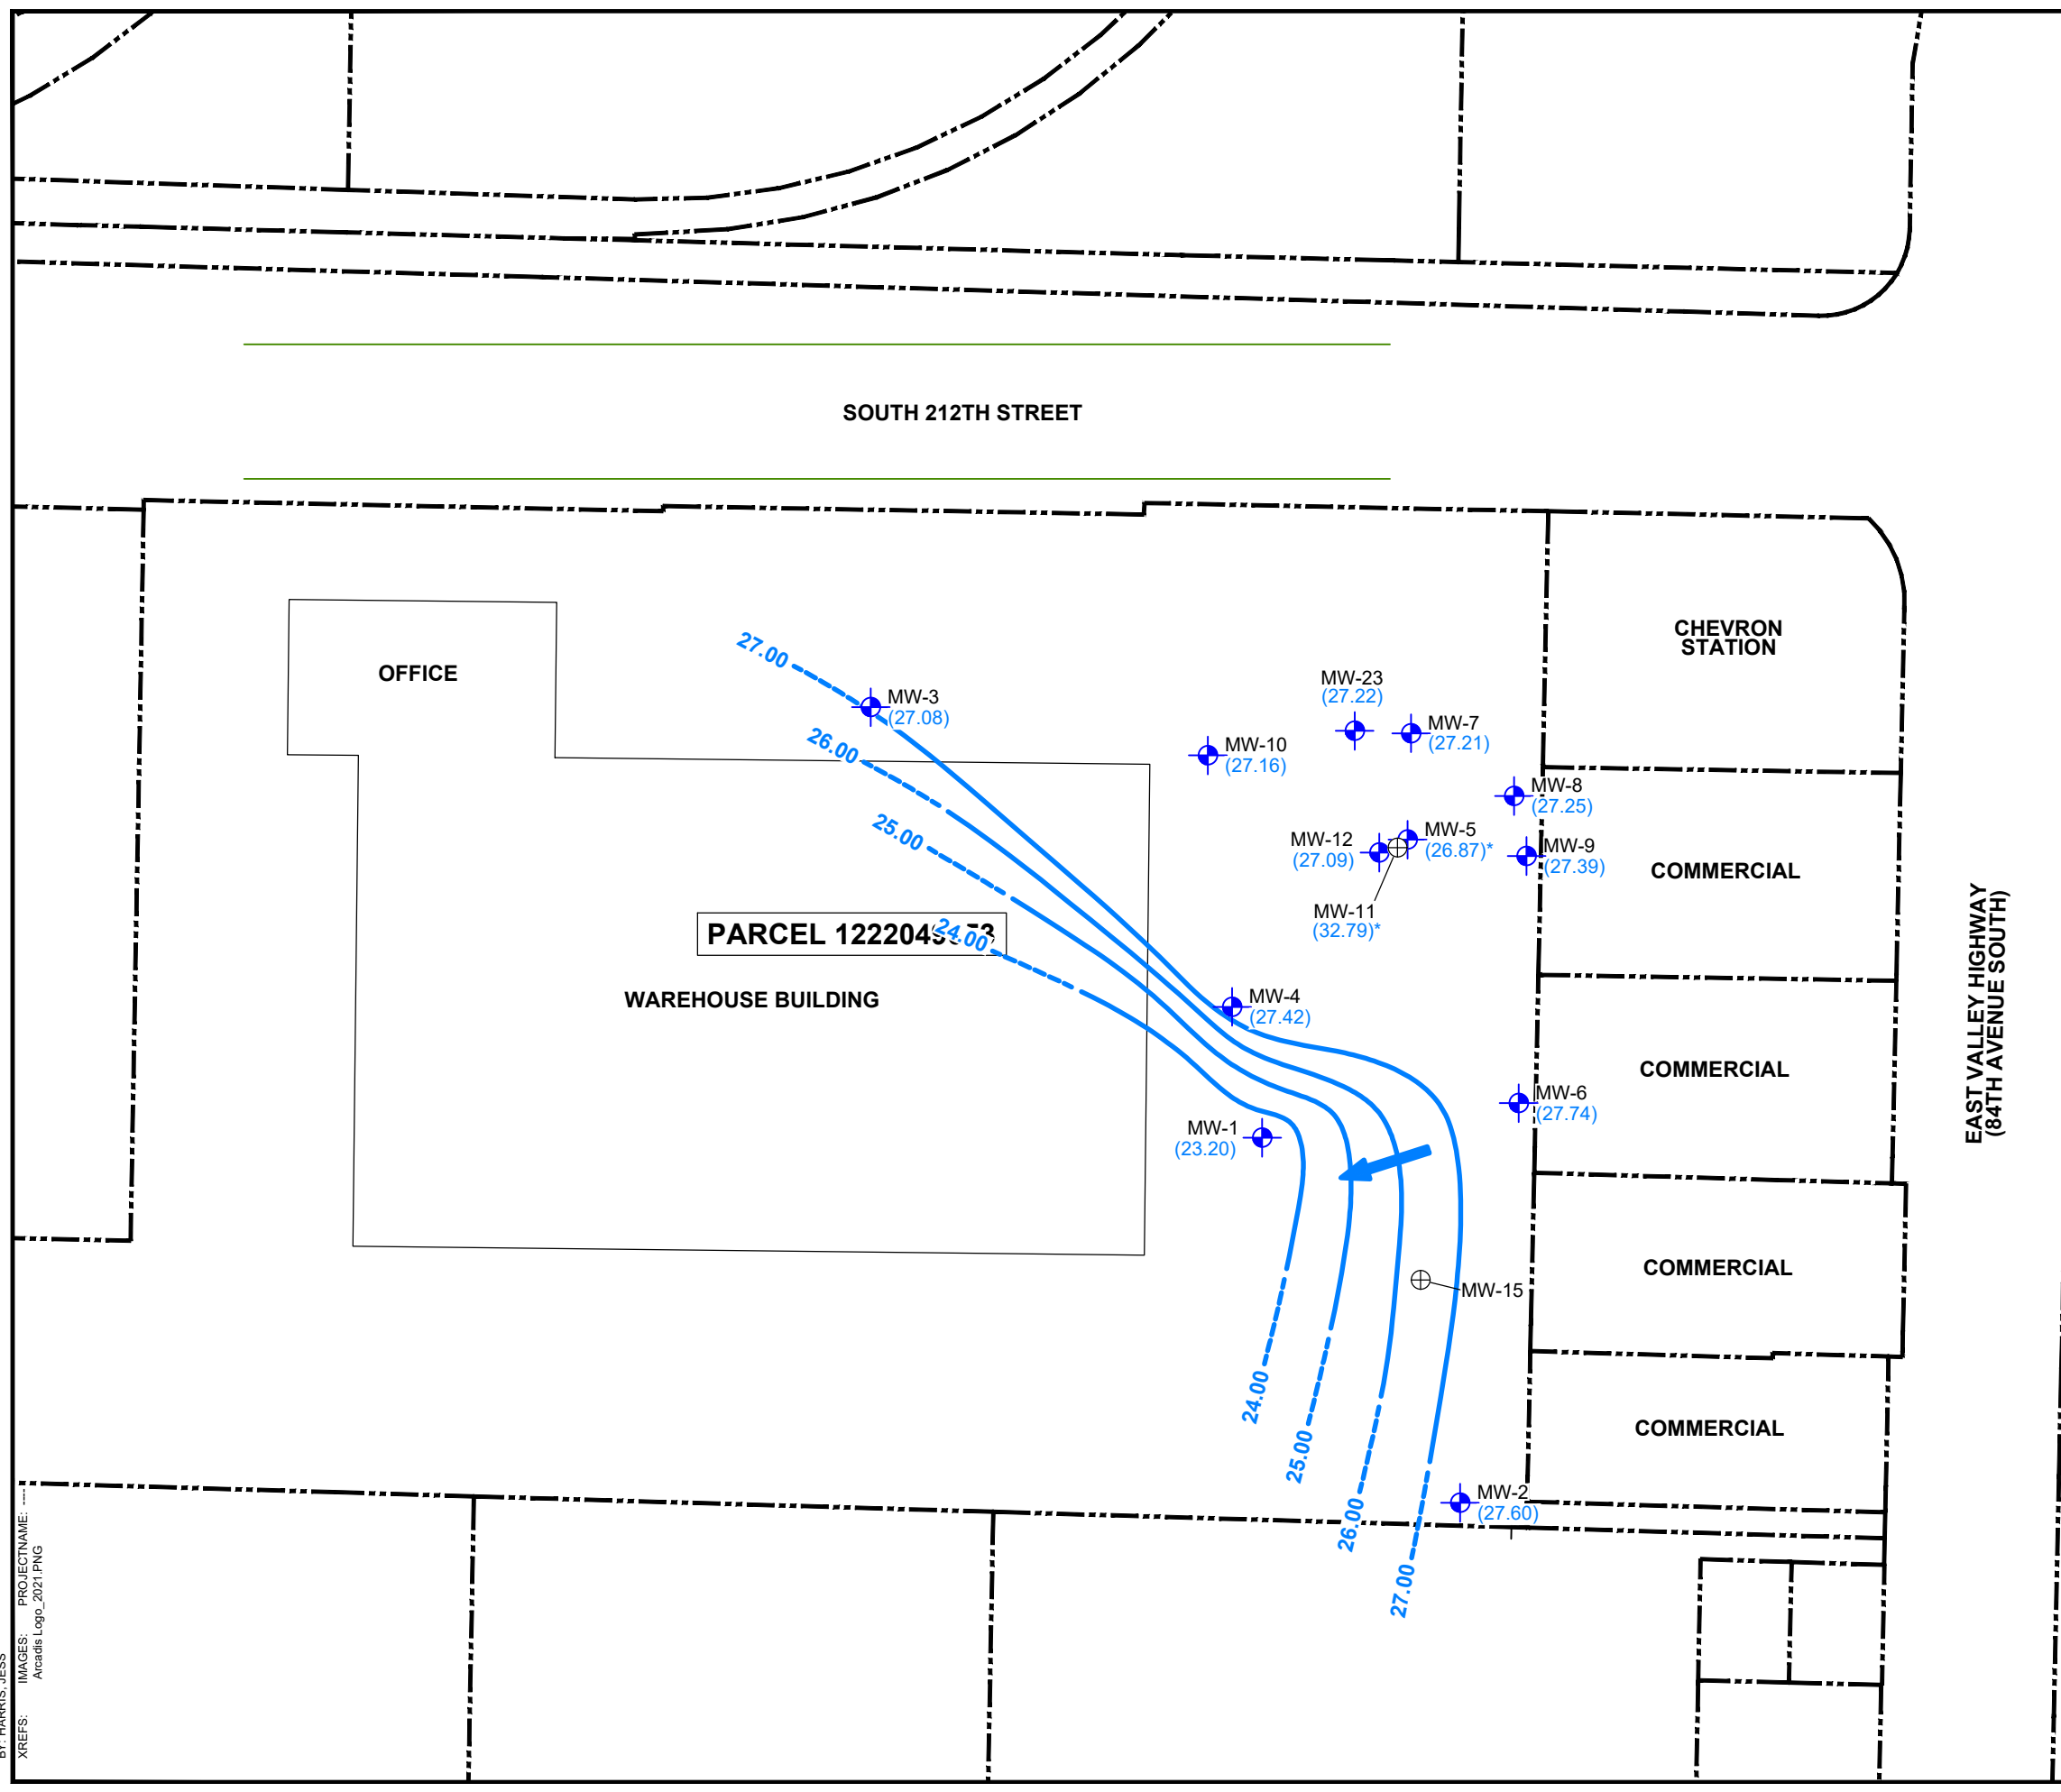 SOUTH 212TH STREET
CHEVRON
STATION
27.00
OFFICE
MW-3
(27.08)
MW-23
(27.22)
MW-7
(27.21)
26.00
MW-10
(27.16)
MW-8
(27.25)
25.00
MW-12
(27.09)
MW-5
(26.87)*
MW-9
(27.39)
COMMERCIAL
MW-11
(32.79)*
PARCEL
24.00
WAREHOUSE BUILDING
MW-4
(27.42)
EAST VALLEY HIGHWAY
(84TH AVENUE SOUTH)
COMMERCIAL
MW-6
(27.74)
MW-1
(23.20)
COMMERCIAL
MW-15
24.00
25.00
26.00
27.00
COMMERCIAL
MW-2
(27.60)
BY: HARRIS, JESS
XREFS: IMAGES: PROJECTNAME: ----
Arcadis Logo_2021.PNG